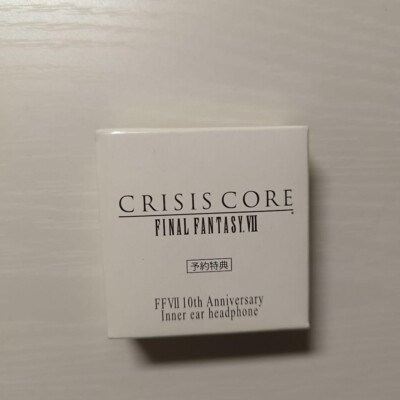 CRISIS CORE
FINAL FANTASY VII
予約特典
FFVII 10th Anniversary
Inner ear headphone